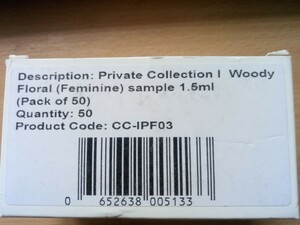 Description: Private Collection I Woody
Floral (Feminine) sample 1.5ml
(Pack of 50)
Quantity: 50
Product Code: CC-IPF03
0 652638 005133